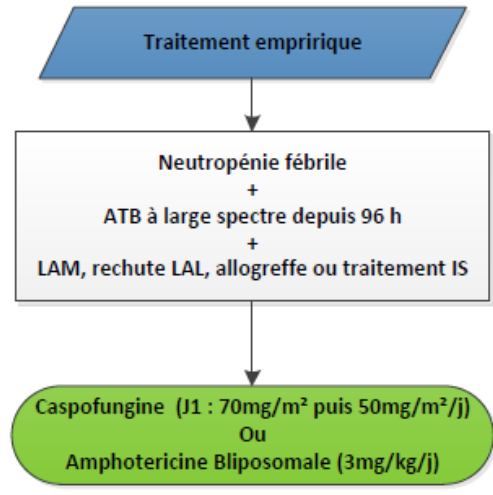 Traitement empririque
Neutropénie fébrile
+
ATB à large spectre depuis 96 h
+
LAM, rechute LAL, allogreffe ou traitement IS
Caspofungine (J1 : 70mg/m² puis 50mg/m²/j)
Ou
Amphotericine Bliposomale (3mg/kg/j)